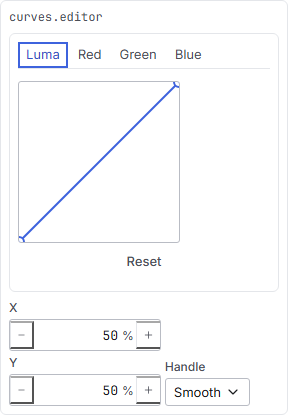 curves.editor
Luma Red Green Blue
Reset
X
− 50 % +
Y
Handle
− 50 % +
Smooth